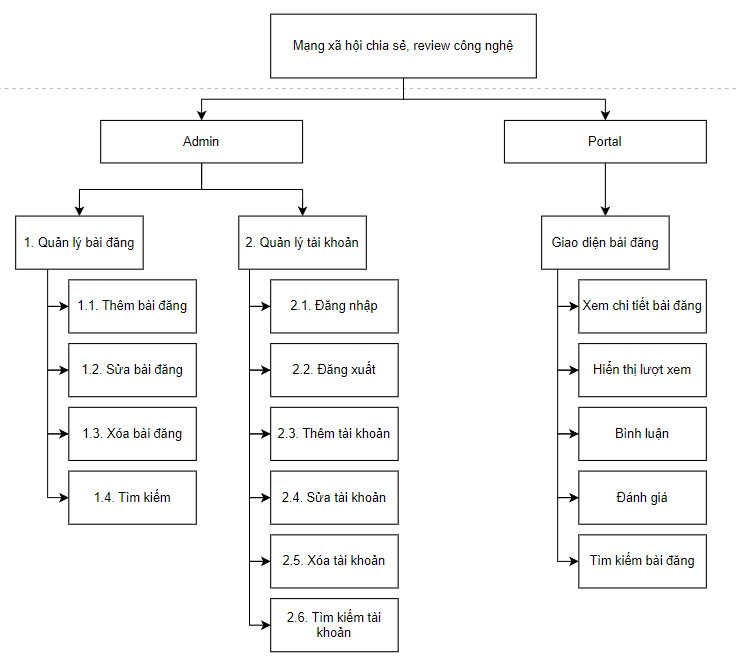 Mạng xã hội chia sẻ, review công nghệ
Admin
Portal
1. Quản lý bài đăng
2. Quản lý tài khoản
Giao diện bài đăng
1.1. Thêm bài đăng
2.1. Đăng nhập
Xem chi tiết bài đăng
1.2. Sửa bài đăng
2.2. Đăng xuất
Hiển thị lượt xem
1.3. Xóa bài đăng
2.3. Thêm tài khoản
Bình luận
1.4. Tìm kiếm
2.4. Sửa tài khoản
Đánh giá
2.5. Xóa tài khoản
Tìm kiếm bài đăng
2.6. Tìm kiếm tài
khoản